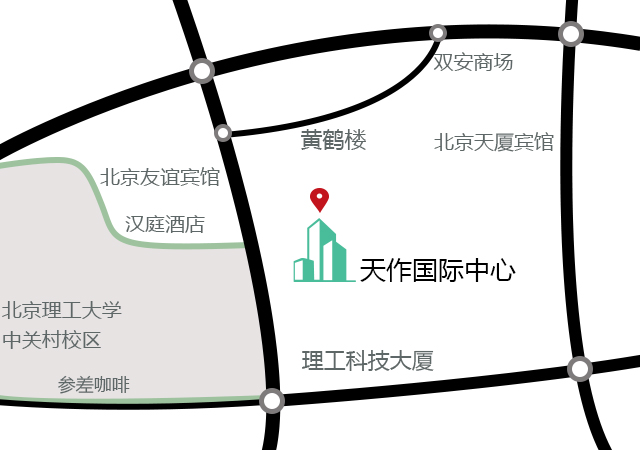 双安商场
黄鹤楼
北京天厦宾馆
北京友谊宾馆
汉庭酒店
天作国际中心
北京理工大学
中关村校区
理工科技大厦
参差咖啡